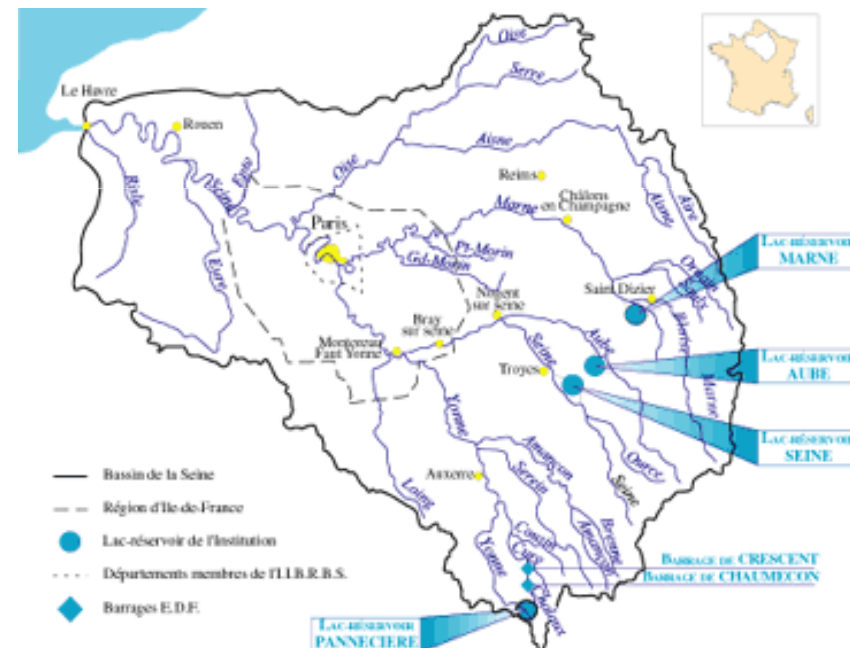 Oise
Serre
Le Havre
Rouen
Aisne
Epte
Oise
Reims
Risle
Seine
Châlons
en Champagne
Marne
Aisne
Aire
Paris
Pt-Morin
Gd-Morin
LAC-RÉSERVOIR
MARNE
Eure
Saint Dizier
Nogent
sur seine
Bray
sur seine
Blaise
Montereau
Faut Yonne
Aube
Seine
LAC-RÉSERVOIR
AUBE
Troyes
Marne
Yonne
LAC-RÉSERVOIR
SEINE
Armançon
Ource
Auxerre
Serein
Loing
Seine
Bassin de la Seine
Région d'Ile-de-France
Lac-réservoir de l'Institution
Départements membres de l'I.I.B.R.B.S.
Barrages E.D.F.
Yonne
Cousin
Cure
Brenne
Armançon
BARRAGE DE CRESCENT
BARRAGE DE CHAUMECON
Chalaux
LAC-RÉSERVOIR
PANNECIERE